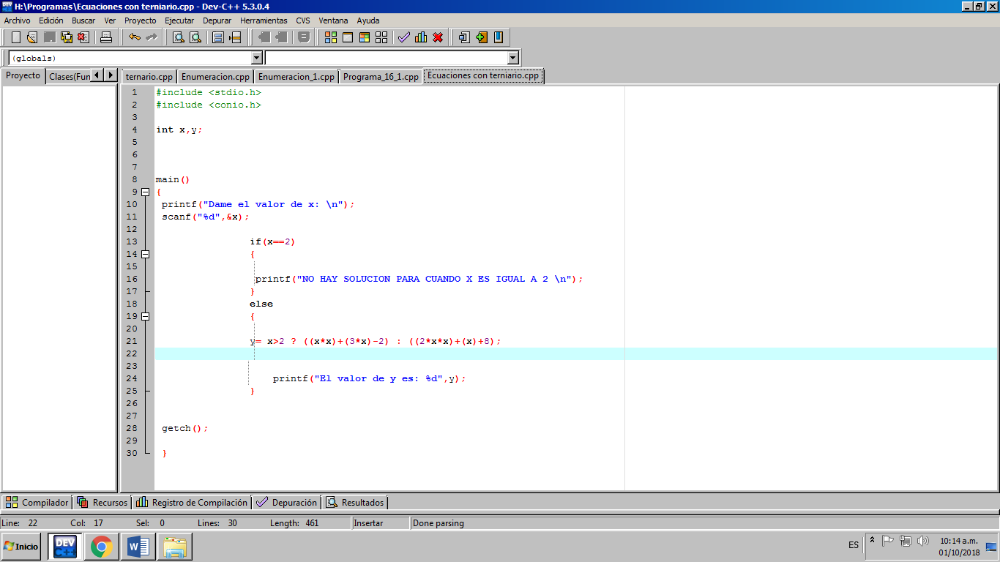 H:\Programas\Ecuaciones con terniario.cpp - Dev-C++ 5.3.0.4
Archivo Edición Buscar Ver Proyecto Ejecutar Depurar Herramientas CVS Ventana Ayuda
(globals)
Proyecto Clases(Fun ternario.cpp Enumeracion.cpp Enumeracion_1.cpp Programa_16_1.cpp Ecuaciones con terniario.cpp
1 #include <stdio.h>
2 #include <conio.h>
3
4 int x,y;
5
6
7
8 main()
9 {
10 printf("Dame el valor de x: \n");
11 scanf("%d",&x);
12
13 if(x==2)
14 {
15
16 printf("NO HAY SOLUCION PARA CUANDO X ES IGUAL A 2 \n");
17 }
18 else
19 {
20
21 y= x>2 ? ((x*x)+(3*x)-2) : ((2*x*x)+(x)+8);
22
23
24 printf("El valor de y es: %d",y);
25 }
26
27
28 getch();
29
30 }
Compilador Recursos Registro de Compilación Depuración Resultados
Line: 22 Col: 17 Sel: 0 Lines: 30 Length: 461 Insertar Done parsing
Inicio DEV C++ ES 10:14 a.m.
01/10/2018